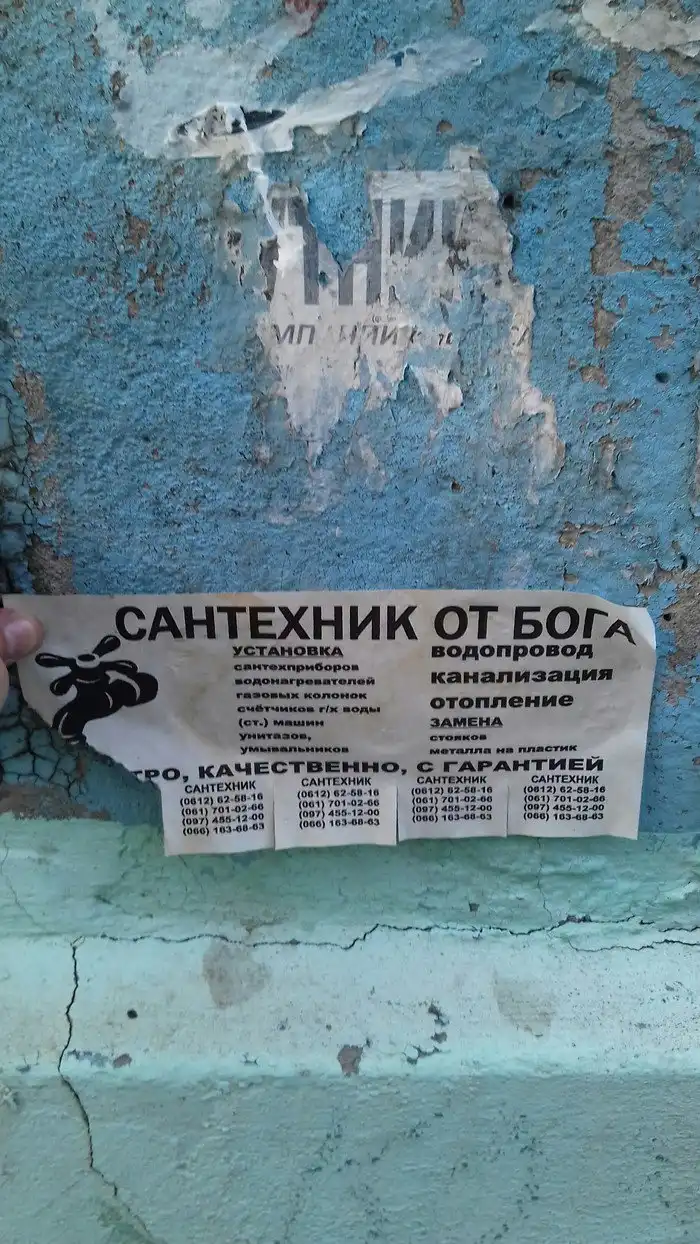 САНТЕХНИК ОТ БОГА
УСТАНОВКА
сантехприборов
водонагревателей
газовых колонок
счётчиков г/х воды
(ст.) машин
унитазов,
умывальников
водопровод
канализация
отопление
ЗАМЕНА
стояков
металла на пластик
ТРО, КАЧЕСТВЕННО, С ГАРАНТИЕЙ
САНТЕХНИК
(0612) 62-58-16
(061) 701-02-66
(097) 455-12-00
(066) 163-68-63
САНТЕХНИК
(0612) 62-58-16
(061) 701-02-66
(097) 455-12-00
(066) 163-68-63
САНТЕХНИК
(0612) 62-58-16
(061) 701-02-66
(097) 455-12-00
(066) 163-68-63
САНТЕХНИК
(0612) 62-58-16
(061) 701-02-66
(097) 455-12-00
(066) 163-68-63